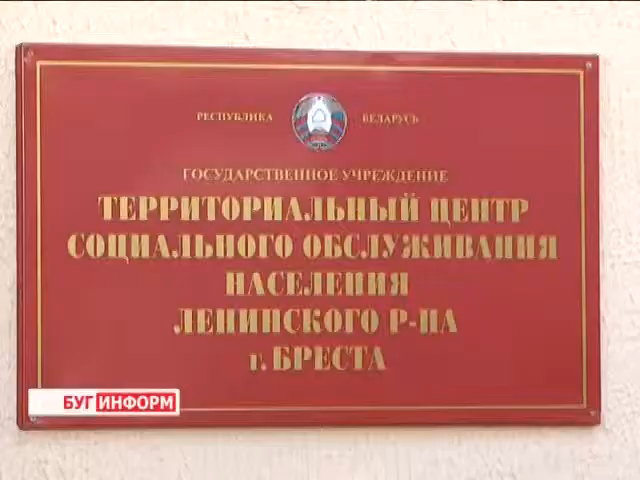 РЕСПУБЛИКА БЕЛАРУСЬ
ГОСУДАРСТВЕННОЕ УЧРЕЖДЕНИЕ
ТЕРРИТОРИАЛЬНЫЙ ЦЕНТР
СОЦИАЛЬНОГО ОБСЛУЖИВАНИЯ
НАСЕЛЕНИЯ
ЛЕНИНСКОГО Р-НА
г. БРЕСТА
БУГИНФОРМ